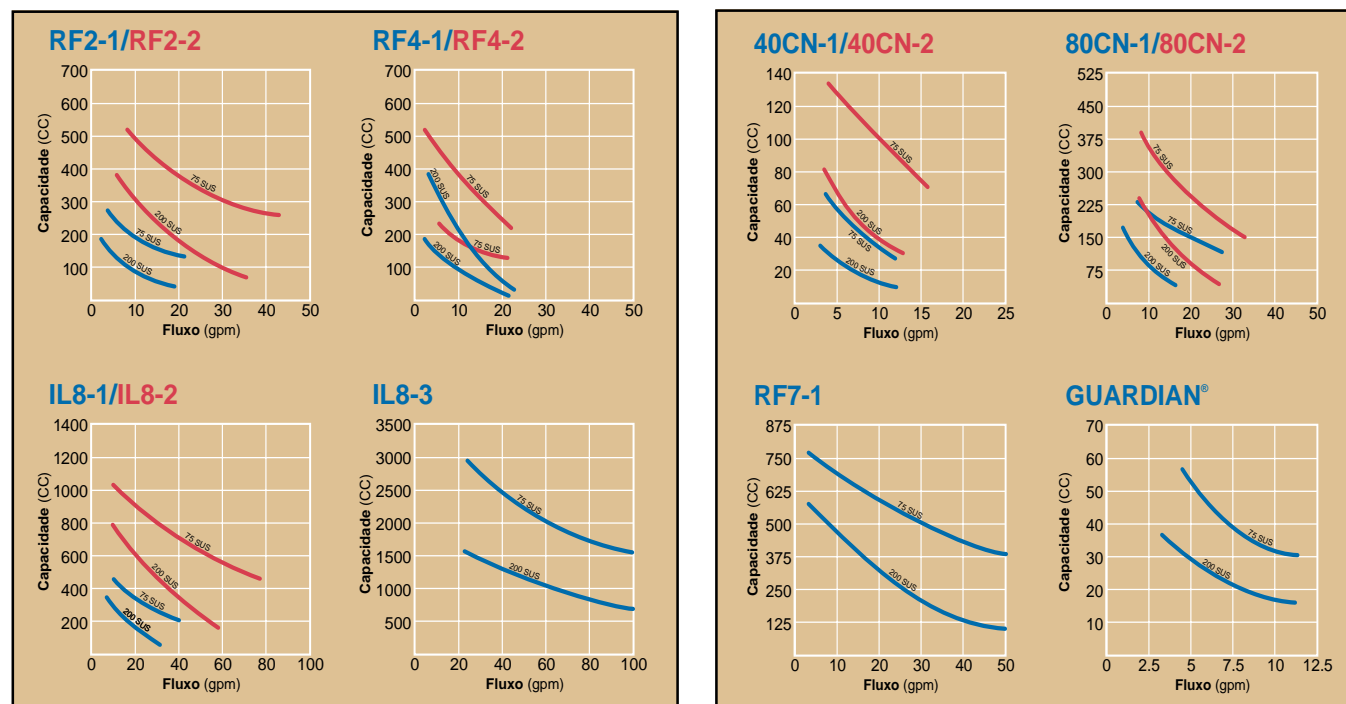 RF2-1/RF2-2
700
600
500
400
300
200
100
Capacidade (CC)
75 SUS
200 SUS
75 SUS
200 SUS
0 10 20 30 40 50
Fluxo (gpm)
RF4-1/RF4-2
700
600
500
400
300
200
100
Capacidade (CC)
200 SUS
75 SUS
75 SUS
200 SUS
0 10 20 30 40 50
Fluxo (gpm)
IL8-1/IL8-2
1400
1200
1000
800
600
400
200
Capacidade (CC)
75 SUS
200 SUS
75 SUS
200 SUS
0 20 40 60 80 100
Fluxo (gpm)
IL8-3
3500
3000
2500
2000
1500
1000
500
Capacidade (CC)
75 SUS
200 SUS
0 20 40 60 80 100
Fluxo (gpm)
40CN-1/40CN-2
140
120
100
80
60
40
20
Capacidade (CC)
75 SUS
200 SUS
75 SUS
200 SUS
0 5 10 15 20 25
Fluxo (gpm)
80CN-1/80CN-2
525
450
375
300
225
150
75
Capacidade (CC)
75 SUS
75 SUS
200 SUS
200 SUS
0 10 20 30 40 50
Fluxo (gpm)
RF7-1
875
750
625
500
375
250
125
Capacidade (CC)
75 SUS
200 SUS
0 10 20 30 40 50
Fluxo (gpm)
GUARDIAN®
70
60
50
40
30
20
10
Capacidade (CC)
75 SUS
200 SUS
0 2.5 5 7.5 10 12.5
Fluxo (gpm)